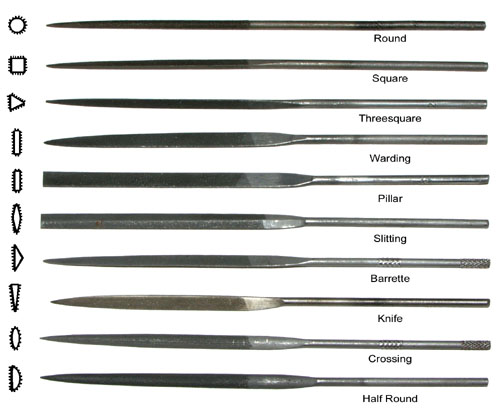 Round
Square
Threesquare
Warding
Pillar
Slitting
Barrette
Knife
Crossing
Half Round